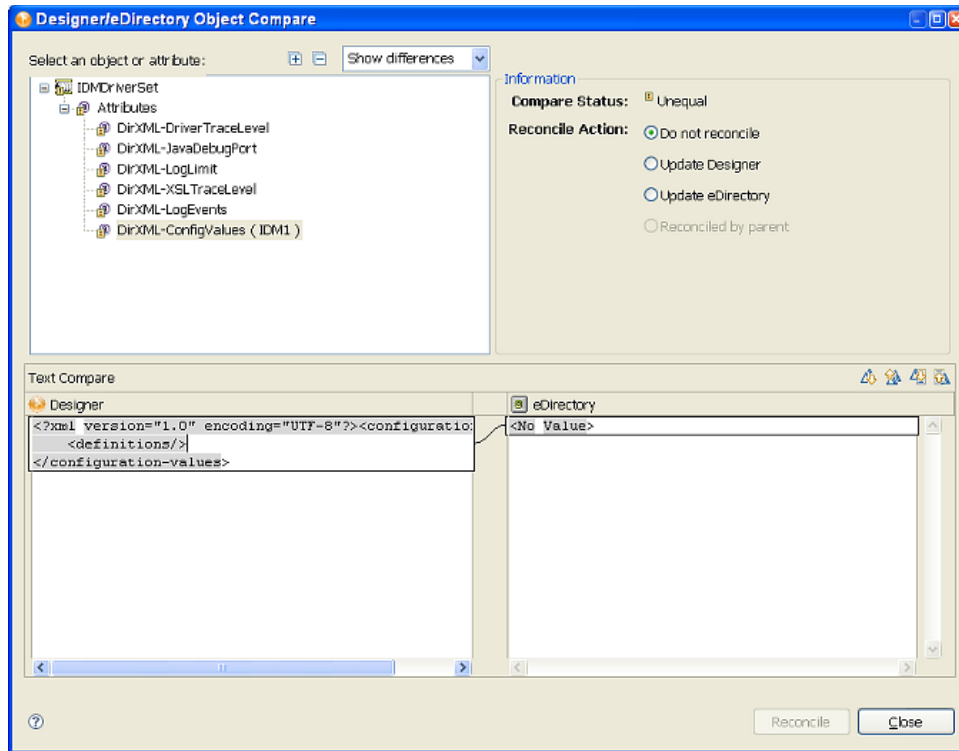 Designer/eDirectory Object Compare
Select an object or attribute:
Show differences
IDMDriverSet
Attributes
DirXML-DriverTraceLevel
DirXML-JavaDebugPort
DirXML-LogLimit
DirXML-XSLTraceLevel
DirXML-LogEvents
DirXML-ConfigValues ( IDM1 )
Information
Compare Status: Unequal
Reconcile Action: Do not reconcile
Update Designer
Update eDirectory
Reconciled by parent
Text Compare
Designer
<?xml version="1.0" encoding="UTF-8"?><configuratio
<definitions/>
</configuration-values>
eDirectory
<No Value>
Reconcile
Close